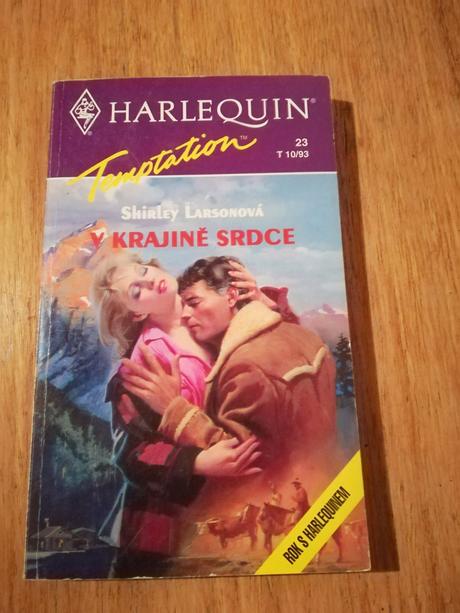 HARLEQUIN®
Temptation™
23
T 10/93
Shirley Larsonová
V KRAJINĚ SRDCE
ROK S HARLEQUINEM